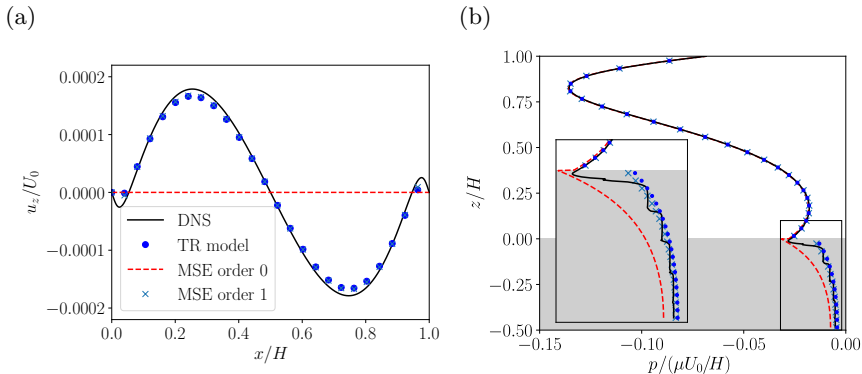 (a)
(b)
0.0002
0.0001
0.0000
−0.0001
−0.0002
u_z/U_0
DNS
TR model
MSE order 0
MSE order 1
0.0
0.2
0.4
0.6
0.8
1.0
x/H
1.00
0.75
0.50
0.25
0.00
−0.25
−0.50
z/H
−0.15
−0.10
−0.05
0.00
p/(μU_0/H)